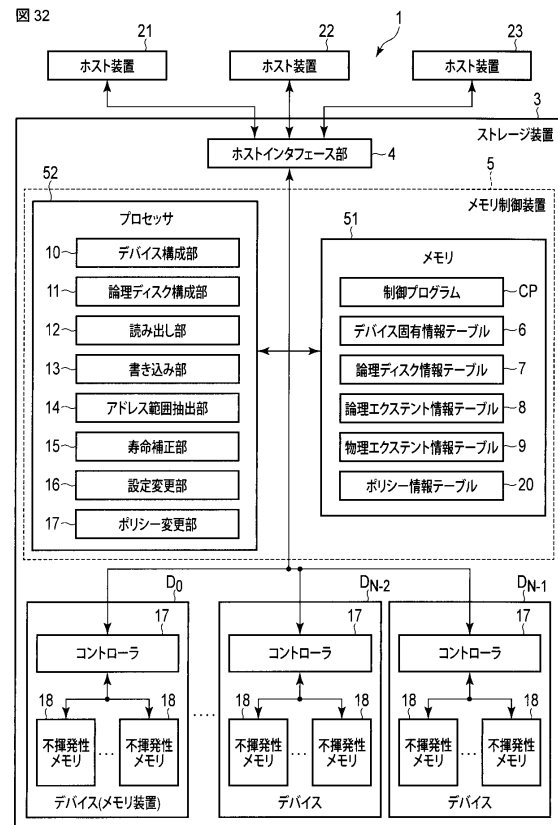 図32
1
21
22
23
ホスト装置
ホスト装置
ホスト装置
3
ストレージ装置
ホストインタフェース部
4
5
メモリ制御装置
52
プロセッサ
10 デバイス構成部
11 論理ディスク構成部
12 読み出し部
13 書き込み部
14 アドレス範囲抽出部
15 寿命補正部
16 設定変更部
17 ポリシー変更部
51
メモリ
制御プログラム CP
デバイス固有情報テーブル 6
論理ディスク情報テーブル 7
論理エクステント情報テーブル 8
物理エクステント情報テーブル 9
ポリシー情報テーブル 20
D0
17
コントローラ
18
18
不揮発性
メモリ
...
不揮発性
メモリ
デバイス(メモリ装置)
....
DN-2
17
コントローラ
18
18
不揮発性
メモリ
...
不揮発性
メモリ
デバイス
DN-1
17
コントローラ
18
18
不揮発性
メモリ
...
不揮発性
メモリ
デバイス